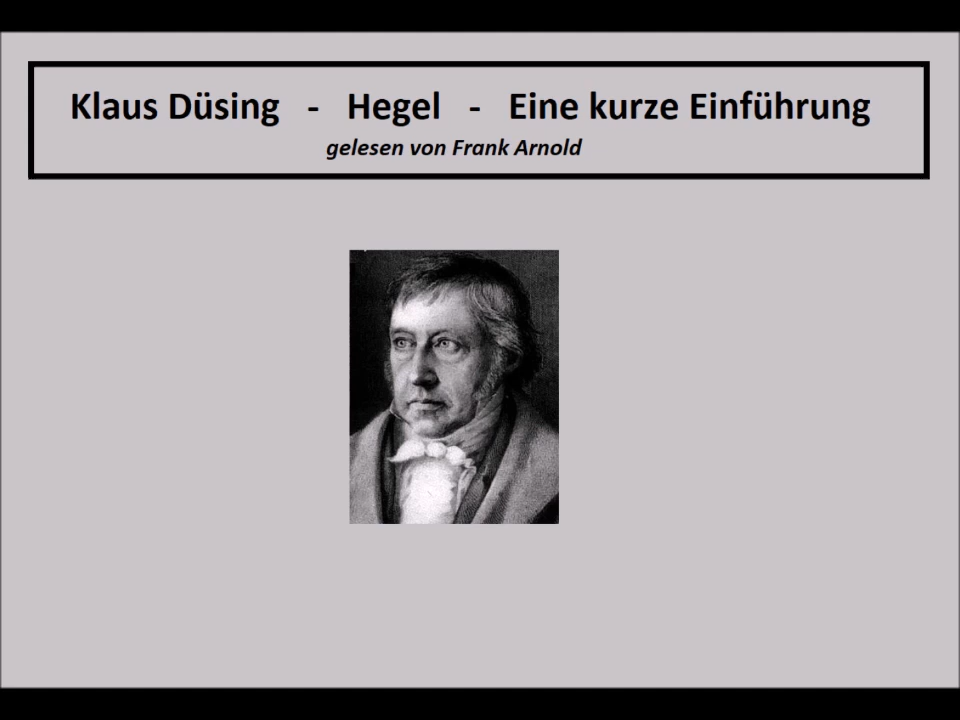 Klaus Düsing - Hegel - Eine kurze Einführung
gelesen von Frank Arnold